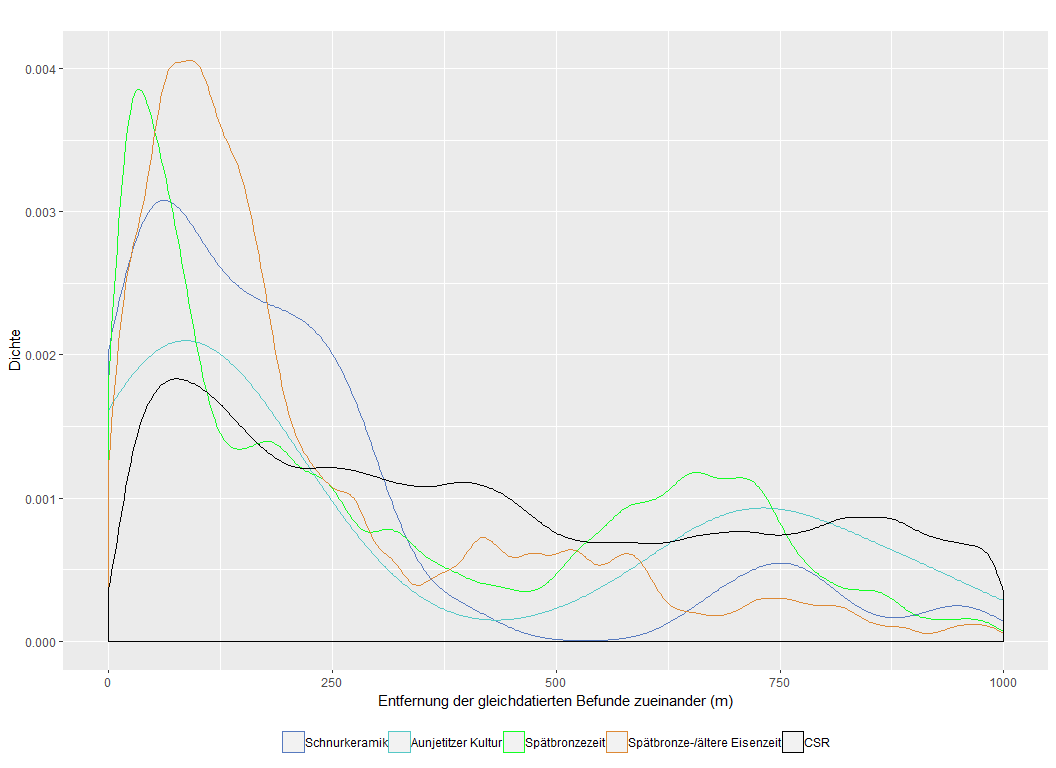 0.004
0.003
0.002
0.001
0.000
Dichte
0 250 500 750 1000
Entfernung der gleichdatierten Befunde zueinander (m)
Schnurkeramik Aunjetitzer Kultur Spätbronzezeit Spätbronze-/ältere Eisenzeit CSR